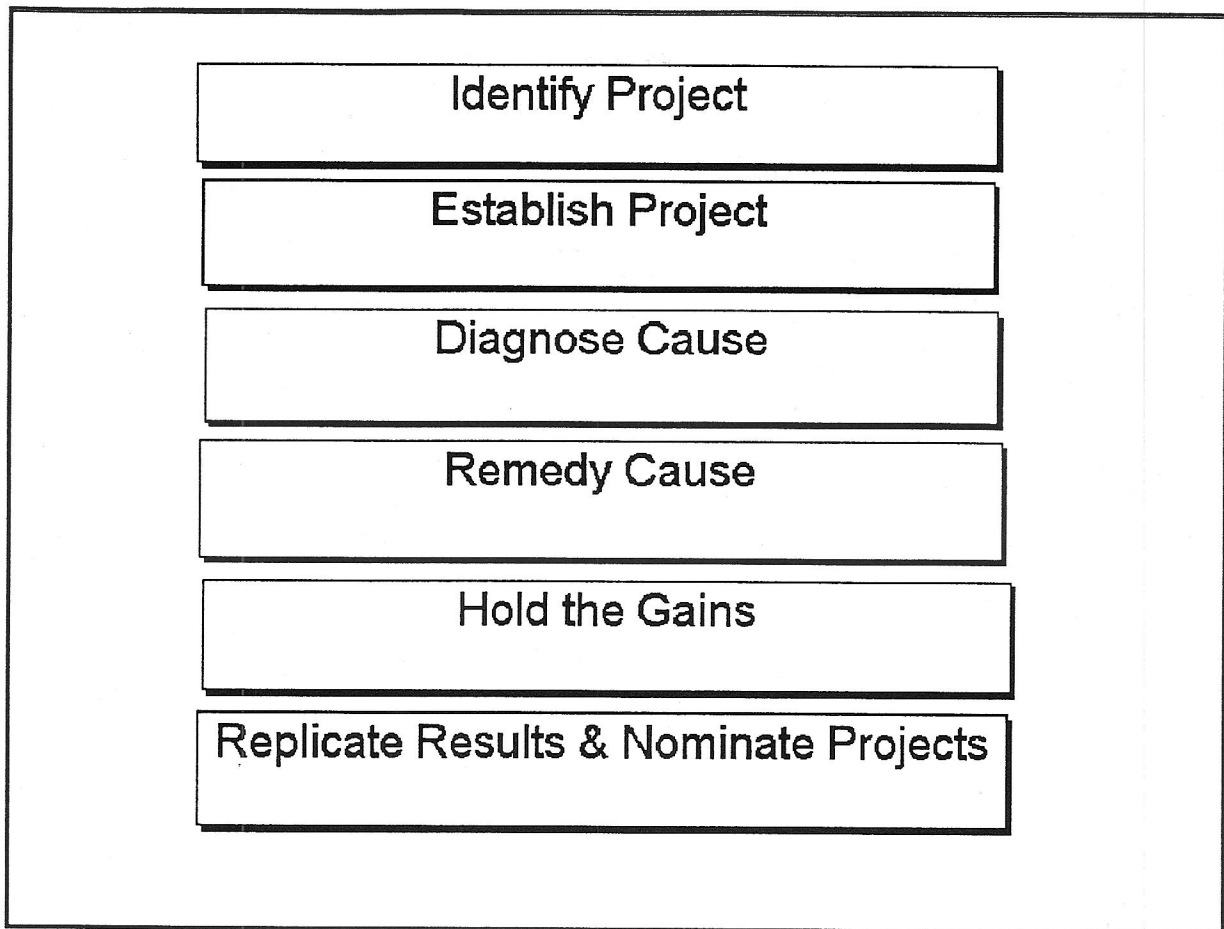 Identify Project
Establish Project
Diagnose Cause
Remedy Cause
Hold the Gains
Replicate Results & Nominate Projects